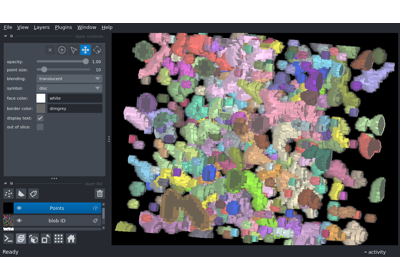 File View Layers Plugins Window Help
opacity: 1.00
point size: 10
blending: translucent
symbol: disc
face color: white
border color: dimgrey
display text:
out of slice:
Points
blob ID
Ready
activity